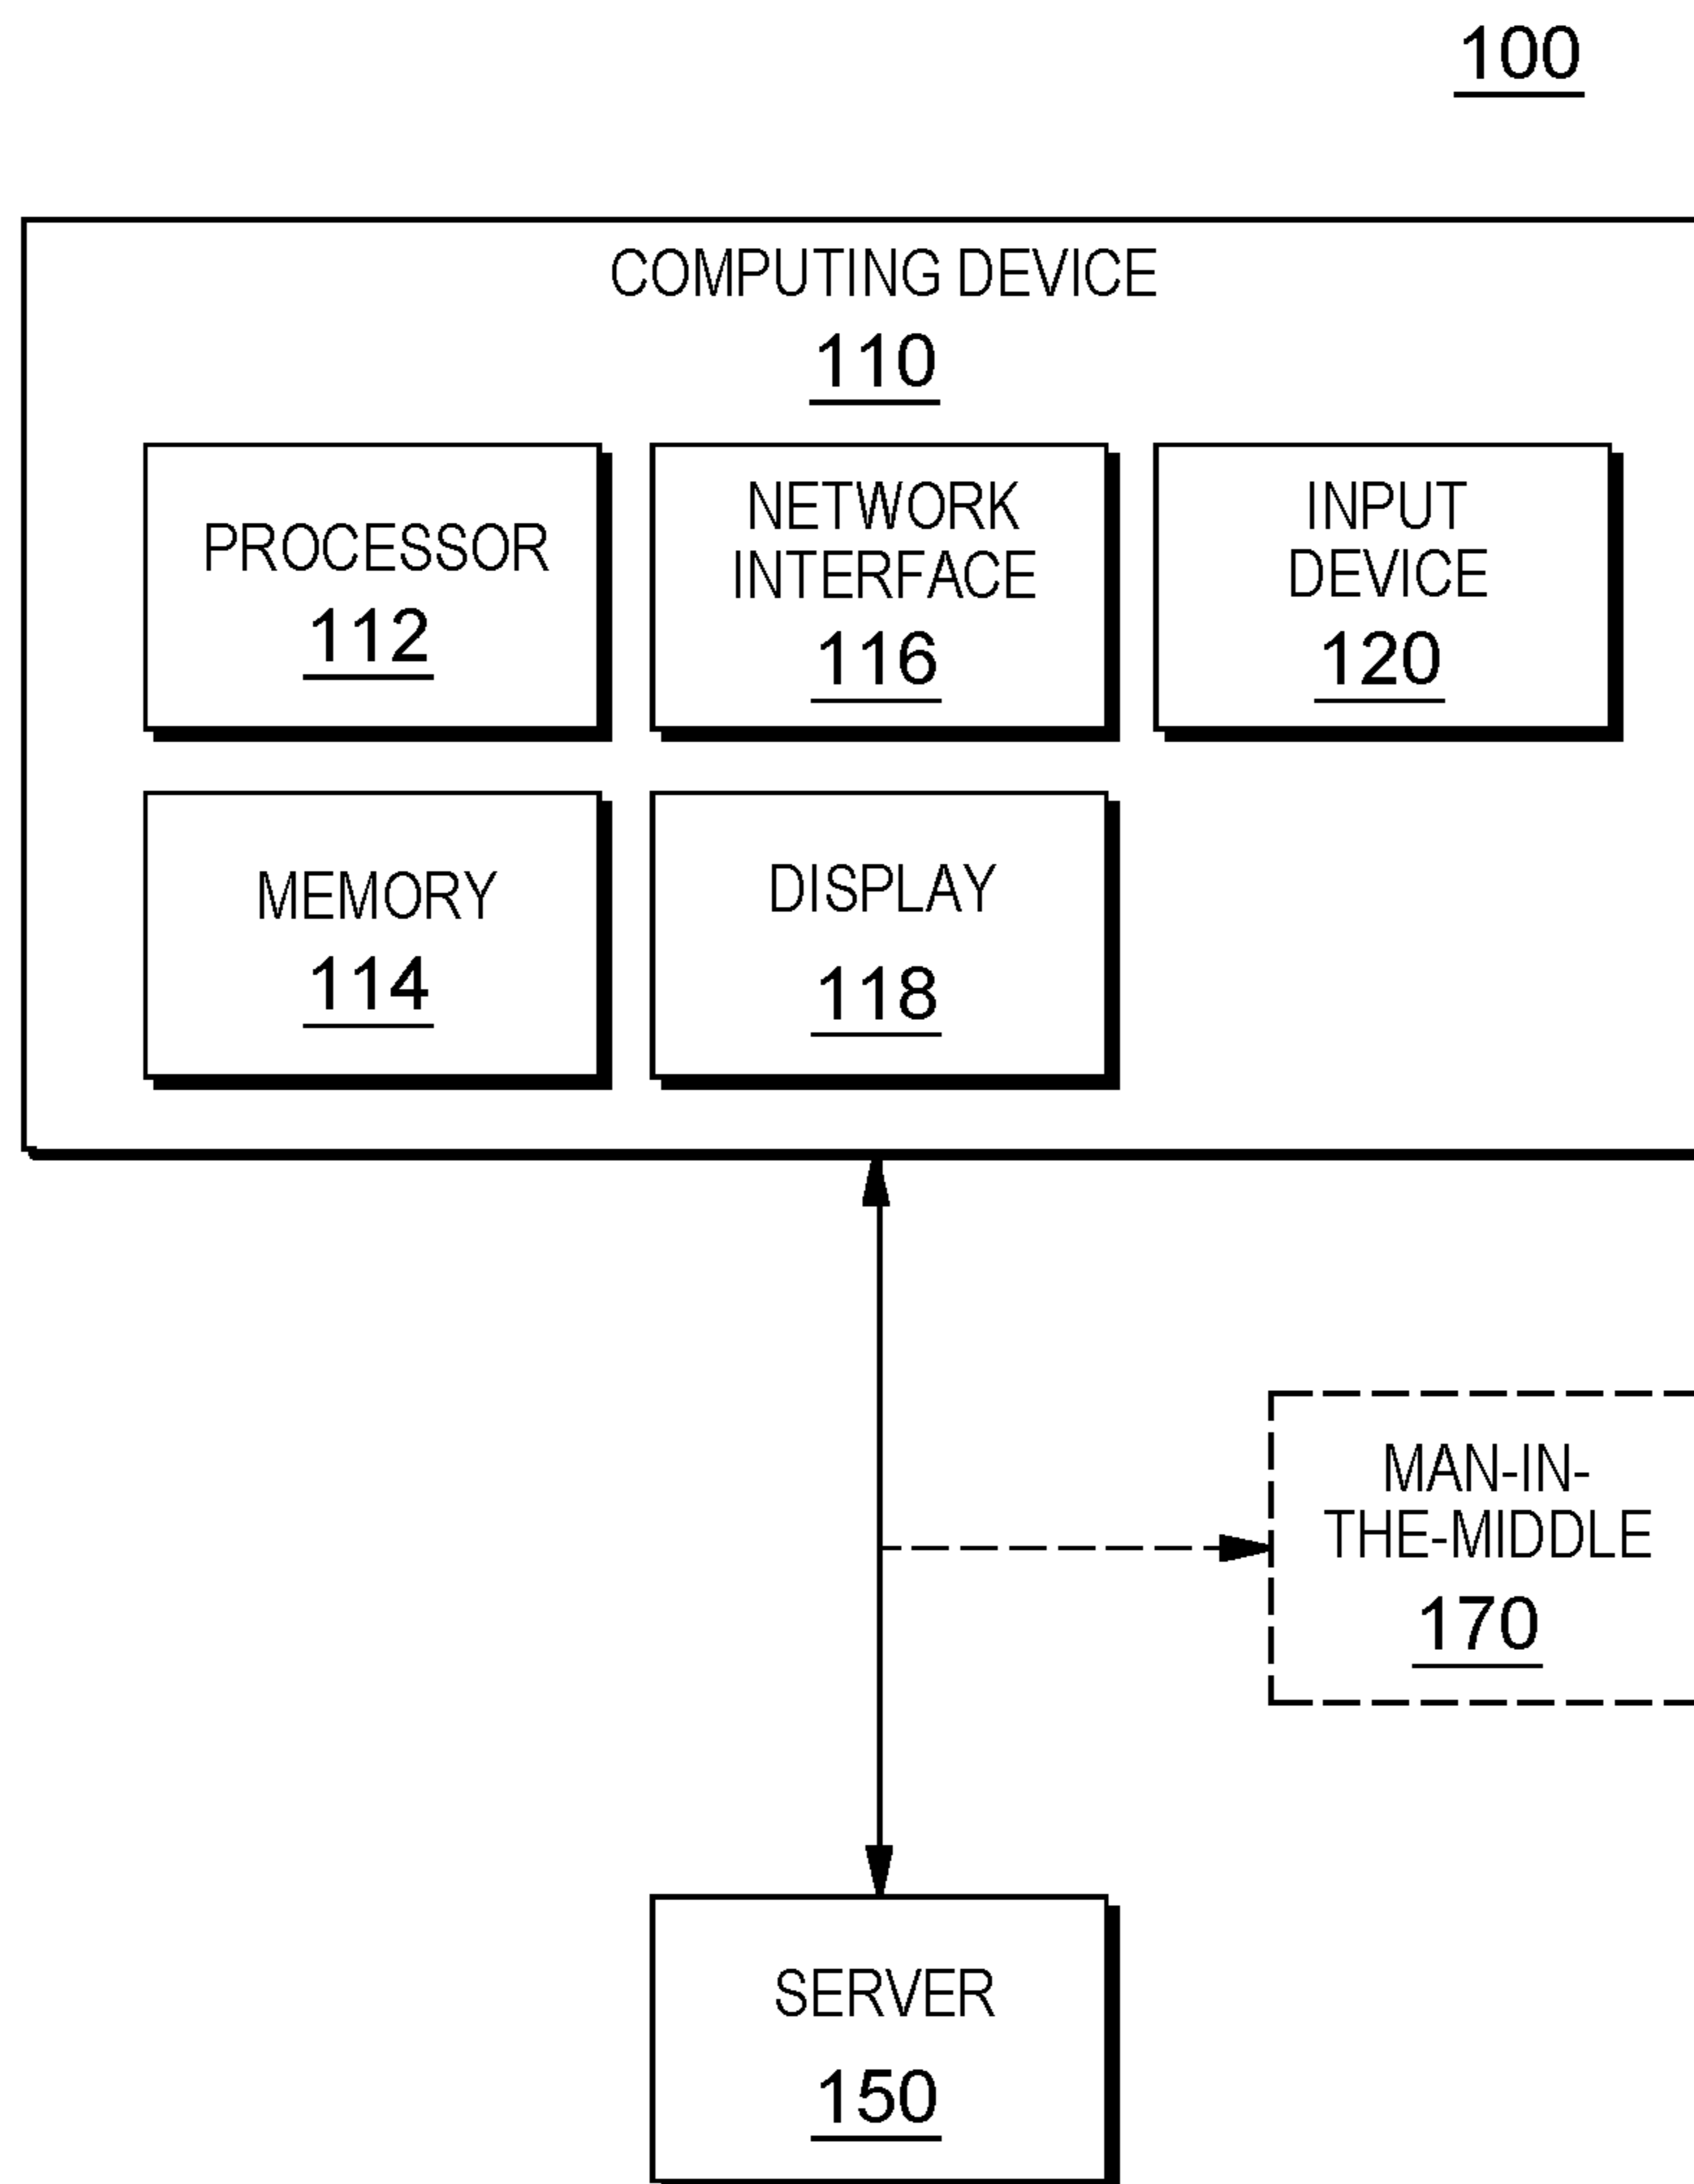 100
COMPUTING DEVICE
110
PROCESSOR
112
NETWORK
INTERFACE
116
INPUT
DEVICE
120
MEMORY
114
DISPLAY
118
MAN-IN-
THE-MIDDLE
170
SERVER
150